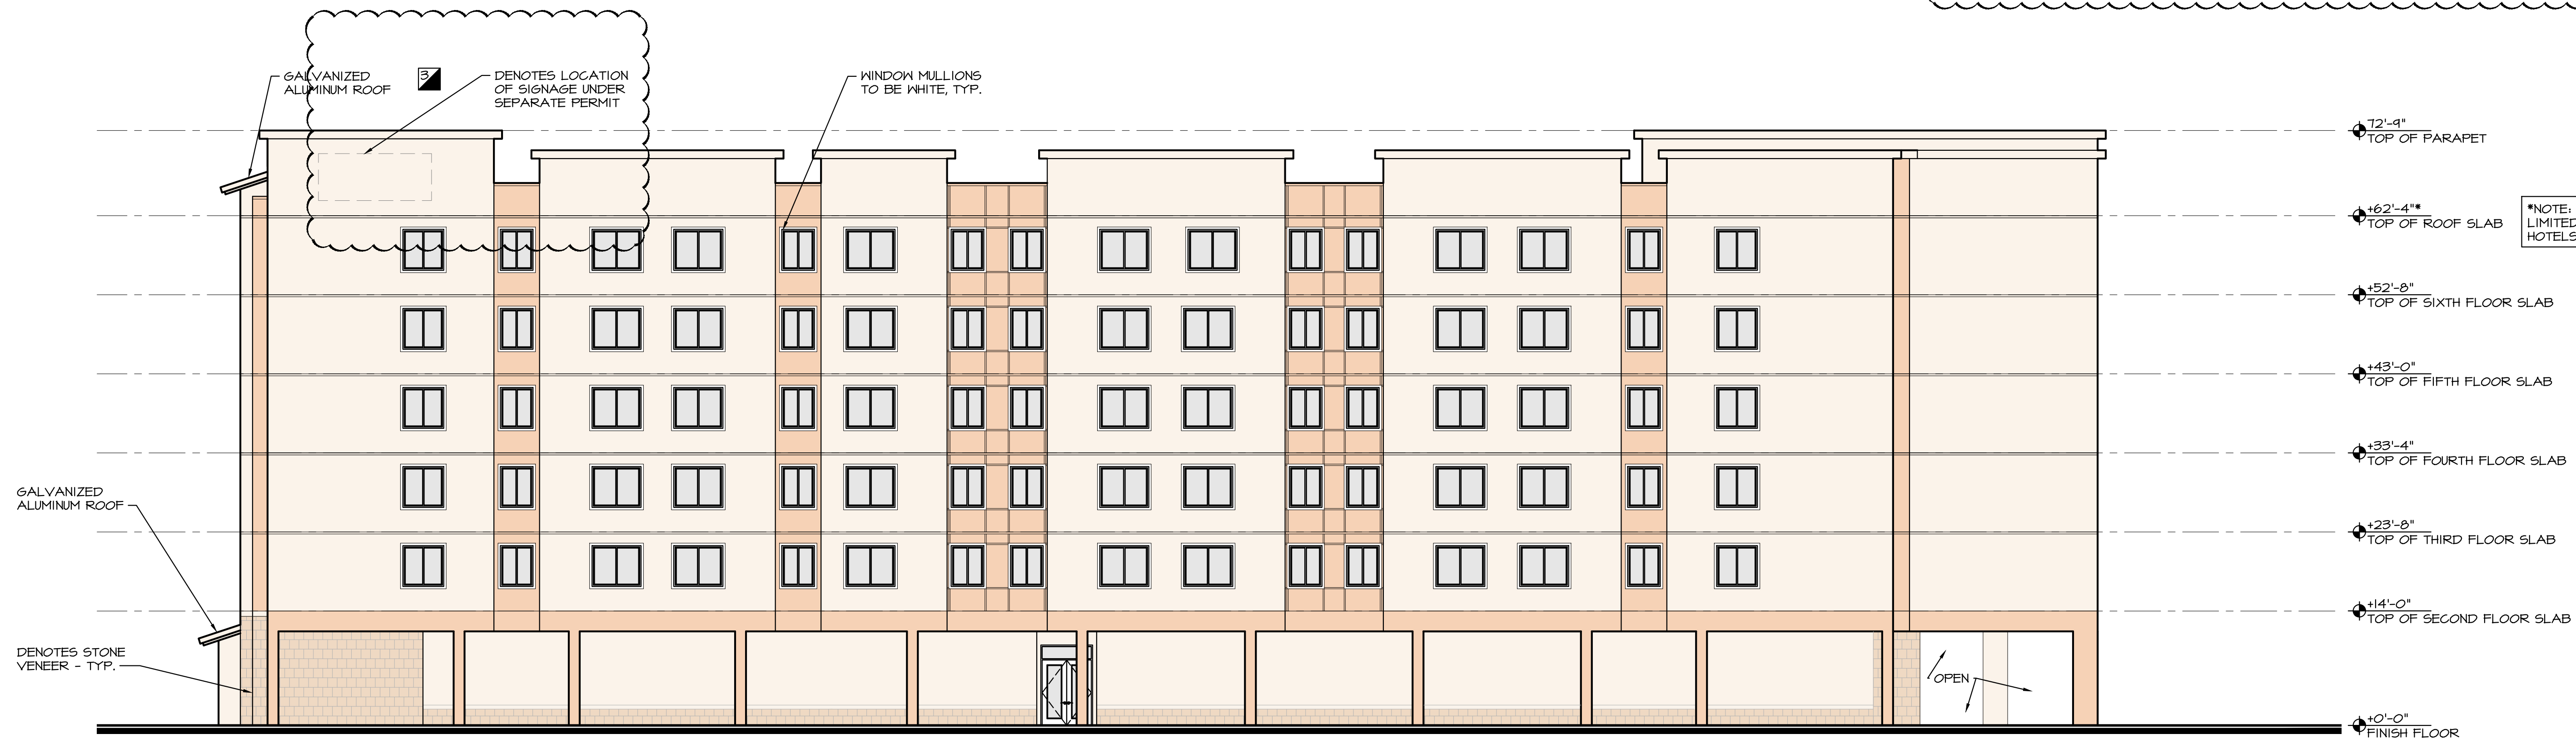 GALVANIZED
ALUMINUM ROOF
3
DENOTES LOCATION
OF SIGNAGE UNDER
SEPARATE PERMIT
WINDOW MULLIONS
TO BE WHITE, TYP.
72'-9"
TOP OF PARAPET
+62'-4"*
TOP OF ROOF SLAB
*NOTE:
LIMITED
HOTELS
+52'-8"
TOP OF SIXTH FLOOR SLAB
+43'-0"
TOP OF FIFTH FLOOR SLAB
+33'-4"
TOP OF FOURTH FLOOR SLAB
GALVANIZED
ALUMINUM ROOF
+23'-8"
TOP OF THIRD FLOOR SLAB
+14'-0"
TOP OF SECOND FLOOR SLAB
DENOTES STONE
VENEER - TYP.
OPEN
+0'-0"
FINISH FLOOR